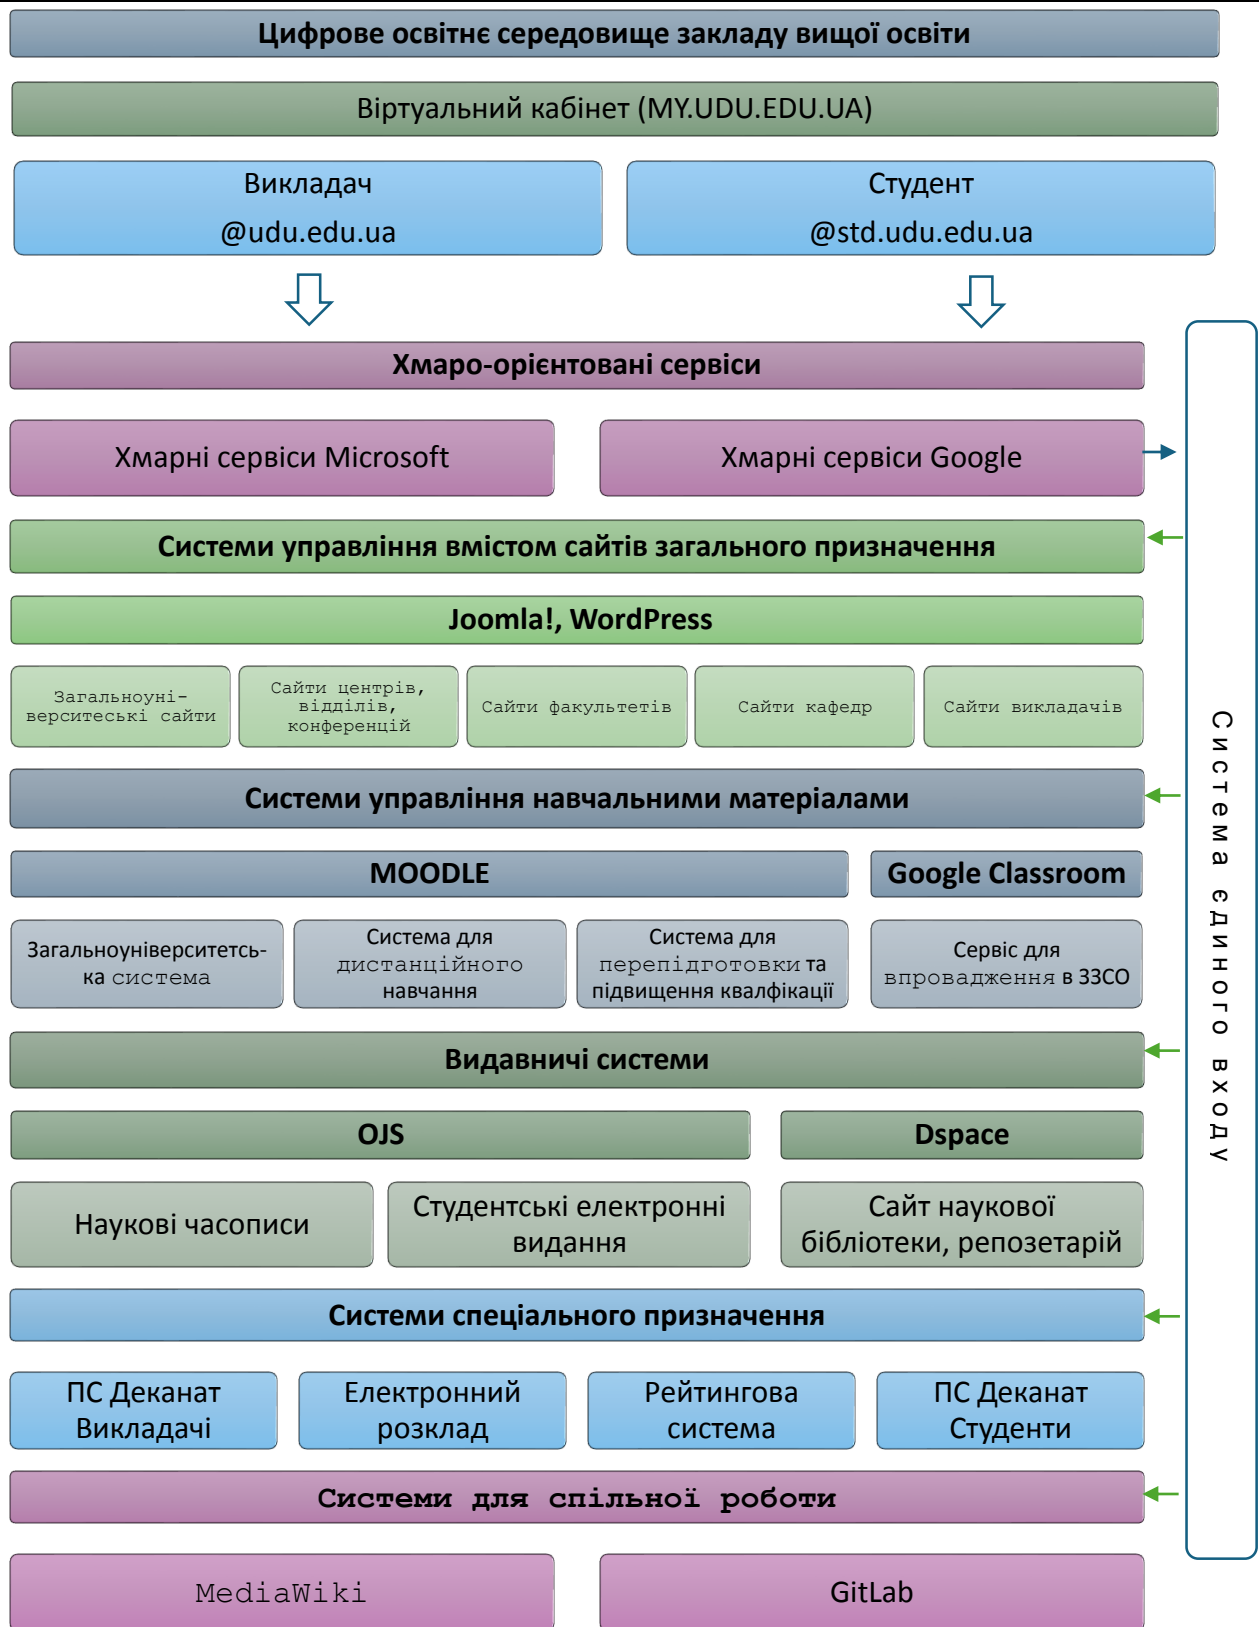 Цифрове освітнє середовище закладу вищої освіти
Віртуальний кабінет (MY.UDU.EDU.UA)
Викладач
@udu.edu.ua
Студент
@std.udu.edu.ua
Хмаро-орієнтовані сервіси
Хмарні сервіси Microsoft
Хмарні сервіси Google
Системи управління вмістом сайтів загального призначення
Joomla!, WordPress
Загальноуні-
верситеські сайти
Сайти центрів,
відділів,
конференцій
Сайти факультетів
Сайти кафедр
Сайти викладачів
Системи управління навчальними матеріалами
MOODLE
Google Classroom
Загальноуніверситетсь-
ка система
Система для
дистанційного
навчання
Система для
перепідготовки та
підвищення квалфікації
Сервіс для
впровадження в ЗЗСО
Видавничі системи
OJS
Dspace
Наукові часописи
Студентські електронні
видання
Сайт наукової
бібліотеки, репозетарій
Системи спеціального призначення
ПС Деканат
Викладачі
Електронний
розклад
Рейтингова
система
ПС Деканат
Студенти
Системи для спільної роботи
MediaWiki
GitLab
Система єдиного входу